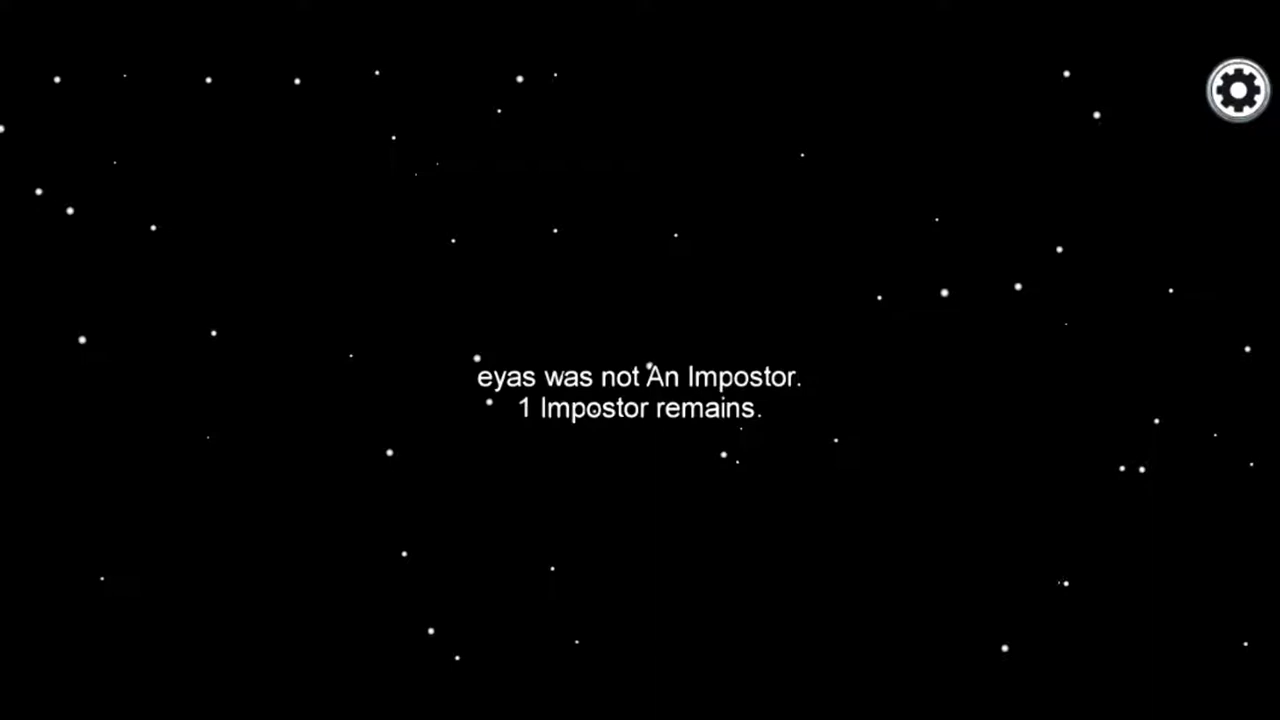 eyas was not An Impostor.
1 Impostor remains.